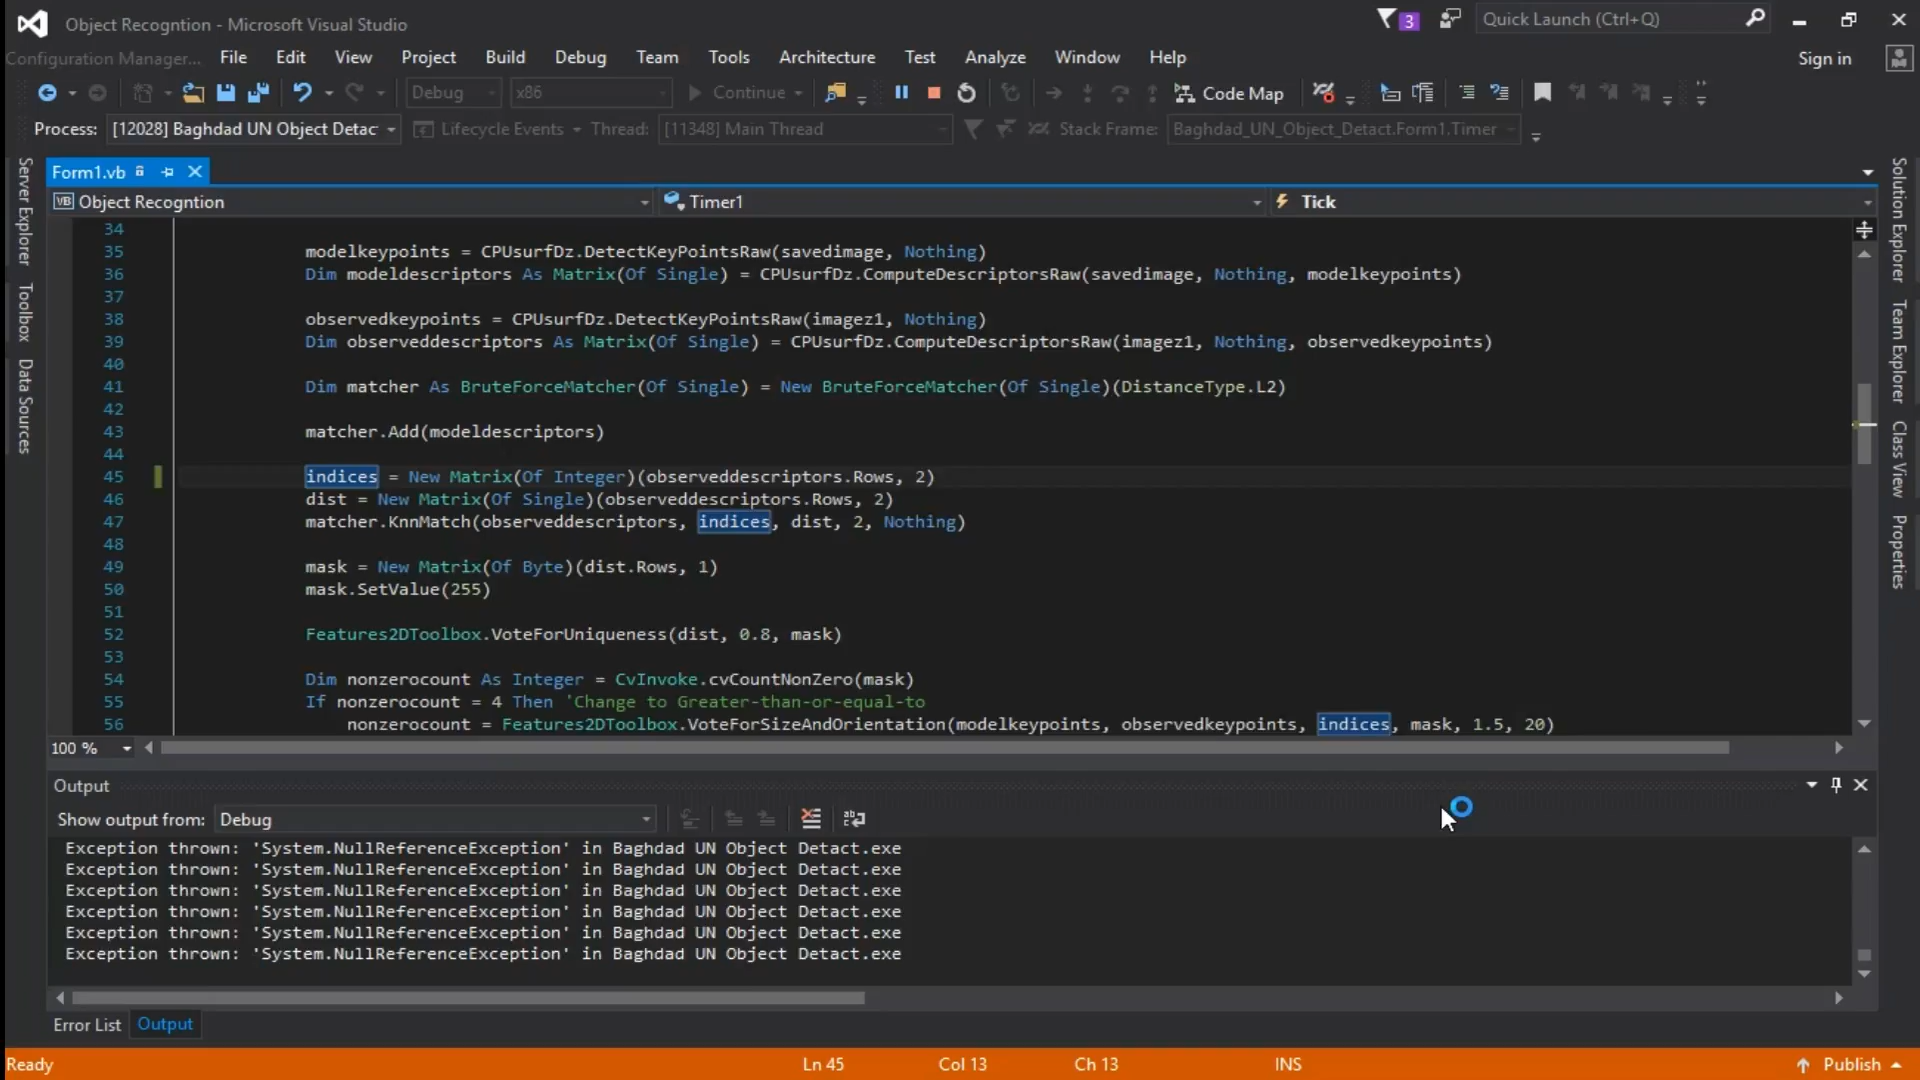 Object Recogntion - Microsoft Visual Studio
3
Quick Launch (Ctrl+Q)
Configuration Manager...
File Edit View Project Build Debug Team Tools Architecture Test Analyze Window Help
Sign in
Debug x86 Continue Code Map
Process: [12028] Baghdad UN Object Detac Lifecycle Events Thread: [11348] Main Thread Stack Frame: Baghdad_UN_Object_Detact.Form1.Timer
Server Explorer
Toolbox
Data Sources
Form1.vb
VB Object Recogntion Timer1 Tick
34
35 modelkeypoints = CPUsurfDz.DetectKeyPointsRaw(savedimage, Nothing)
36 Dim modeldescriptors As Matrix(Of Single) = CPUsurfDz.ComputeDescriptorsRaw(savedimage, Nothing, modelkeypoints)
37
38 observedkeypoints = CPUsurfDz.DetectKeyPointsRaw(imagez1, Nothing)
39 Dim observeddescriptors As Matrix(Of Single) = CPUsurfDz.ComputeDescriptorsRaw(imagez1, Nothing, observedkeypoints)
40
41 Dim matcher As BruteForceMatcher(Of Single) = New BruteForceMatcher(Of Single)(DistanceType.L2)
42
43 matcher.Add(modeldescriptors)
44
45 indices = New Matrix(Of Integer)(observeddescriptors.Rows, 2)
46 dist = New Matrix(Of Single)(observeddescriptors.Rows, 2)
47 matcher.KnnMatch(observeddescriptors, indices, dist, 2, Nothing)
48
49 mask = New Matrix(Of Byte)(dist.Rows, 1)
50 mask.SetValue(255)
51
52 Features2DToolbox.VoteForUniqueness(dist, 0.8, mask)
53
54 Dim nonzerocount As Integer = CvInvoke.cvCountNonZero(mask)
55 If nonzerocount = 4 Then 'Change to Greater-than-or-equal-to
56 nonzerocount = Features2DToolbox.VoteForSizeAndOrientation(modelkeypoints, observedkeypoints, indices, mask, 1.5, 20)
100 %
Solution Explorer
Team Explorer
Class View
Properties
Output
Show output from: Debug
Exception thrown: 'System.NullReferenceException' in Baghdad UN Object Detact.exe
Exception thrown: 'System.NullReferenceException' in Baghdad UN Object Detact.exe
Exception thrown: 'System.NullReferenceException' in Baghdad UN Object Detact.exe
Exception thrown: 'System.NullReferenceException' in Baghdad UN Object Detact.exe
Exception thrown: 'System.NullReferenceException' in Baghdad UN Object Detact.exe
Exception thrown: 'System.NullReferenceException' in Baghdad UN Object Detact.exe
Error List Output
Ready Ln 45 Col 13 Ch 13 INS Publish